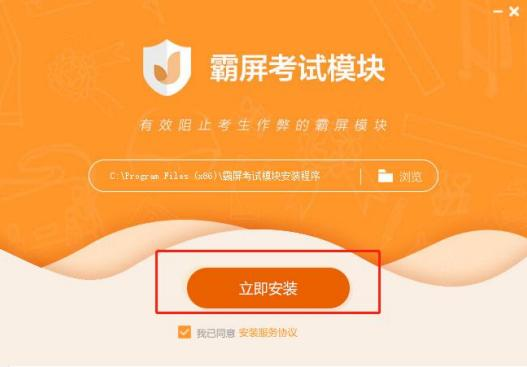 霸屏考试模块
有效阻止考生作弊的霸屏模块
C:\Program Files (x86)\霸屏考试模块安装程序 浏览
立即安装
我已同意 安装服务协议